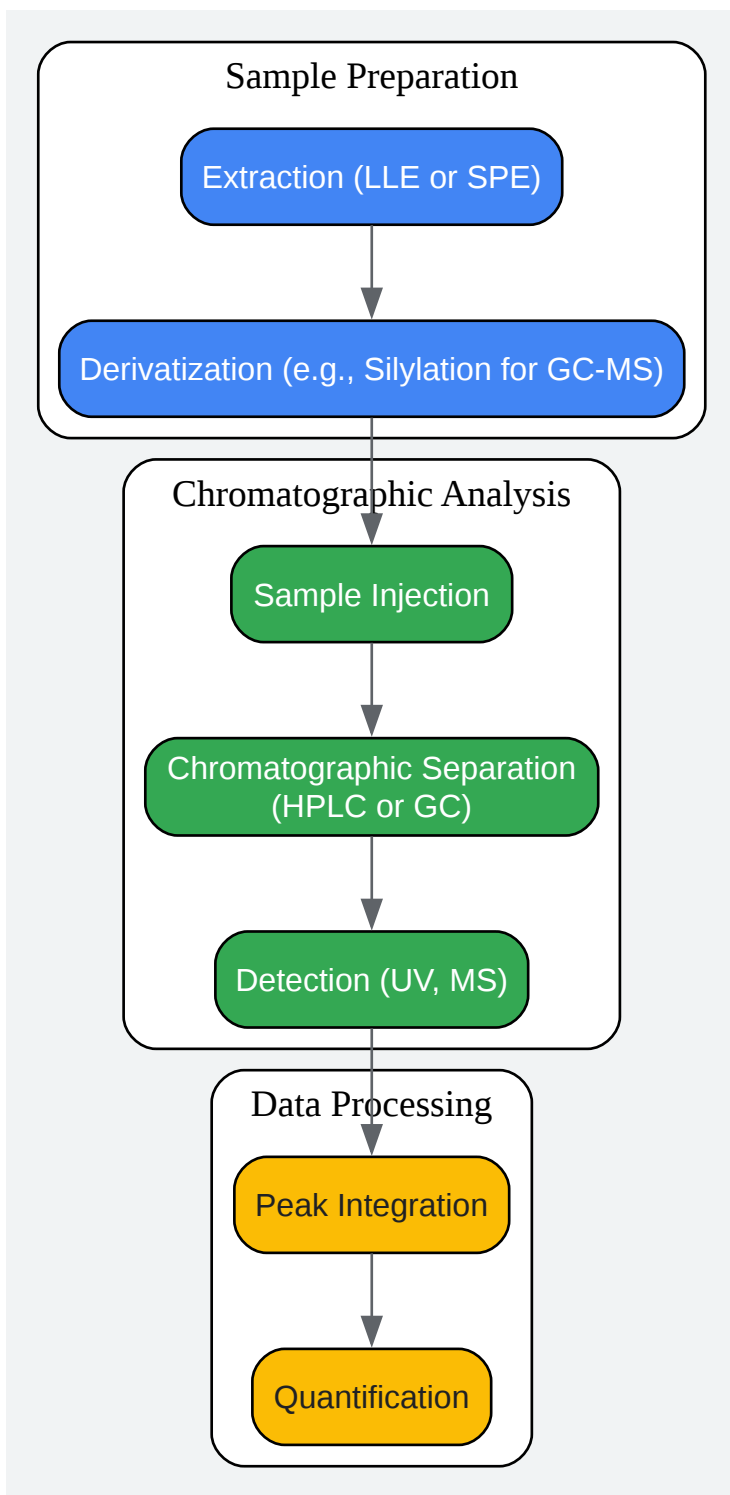 Sample Preparation
Extraction (LLE or SPE)
Derivatization (e.g., Silylation for GC-MS)
Chromatographic Analysis
Sample Injection
Chromatographic Separation
(HPLC or GC)
Detection (UV, MS)
Data Processing
Peak Integration
Quantification